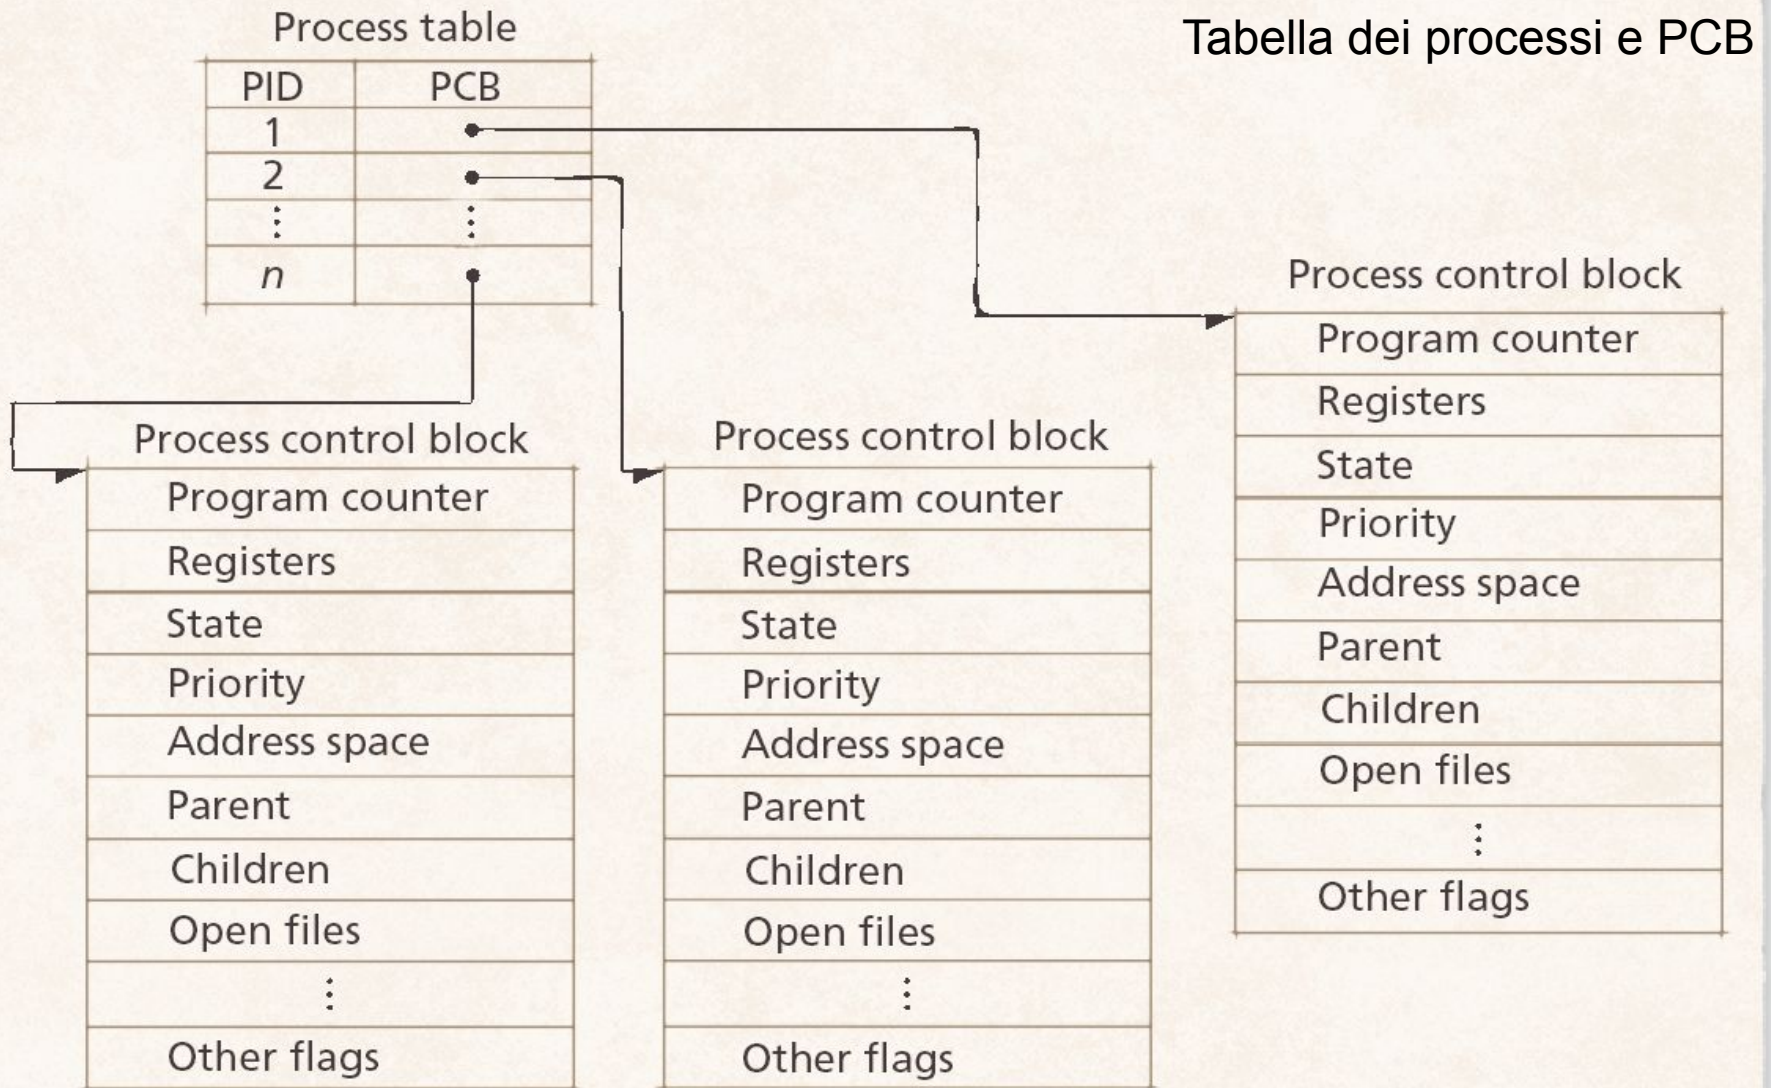 Tabella dei processi e PCB
Process table
PID PCB
1
2
⋮ ⋮
n
Process control block
Program counter
Registers
State
Priority
Address space
Parent
Children
Open files
⋮
Other flags
Process control block
Program counter
Registers
State
Priority
Address space
Parent
Children
Open files
⋮
Other flags
Process control block
Program counter
Registers
State
Priority
Address space
Parent
Children
Open files
⋮
Other flags